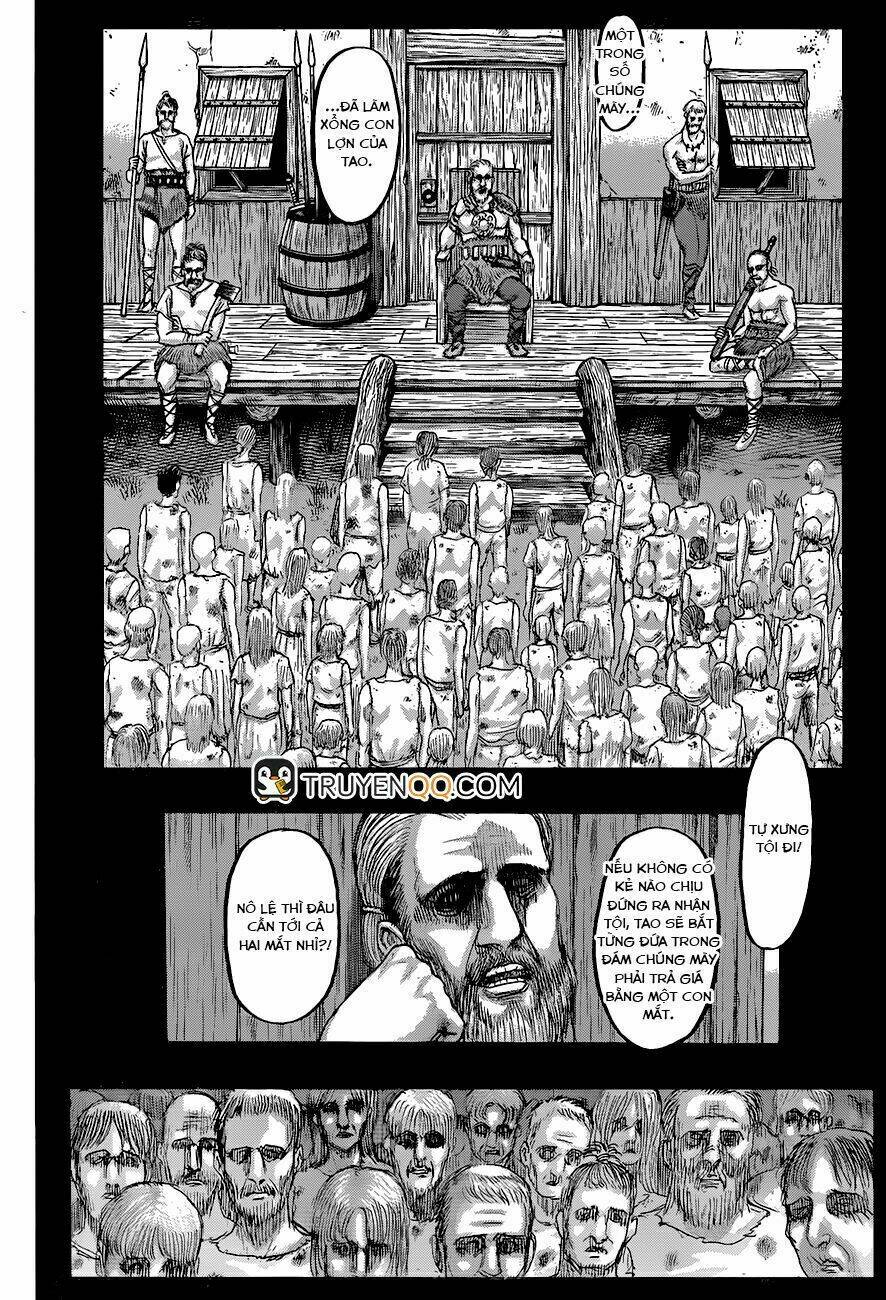 MỘT
TRONG
SỐ
CHÚNG
MÀY...!
...ĐÃ LÀM
XỔNG CON
LỢN CỦA
TAO.
TRUYENQQ.COM
TỰ XƯNG
TỘI ĐI!
NẾU KHÔNG CÓ
KẺ NÀO CHỊU
ĐỨNG RA NHẬN
TỘI, TAO SẼ BẮT
TỪNG ĐỨA TRONG
ĐÁM CHÚNG MÀY
PHẢI TRẢ GIÁ
BẰNG MỘT CON
MẮT.
NÔ LỆ THÌ ĐÂU
CẦN TỚI CẢ
HAI MẮT NHỈ?!